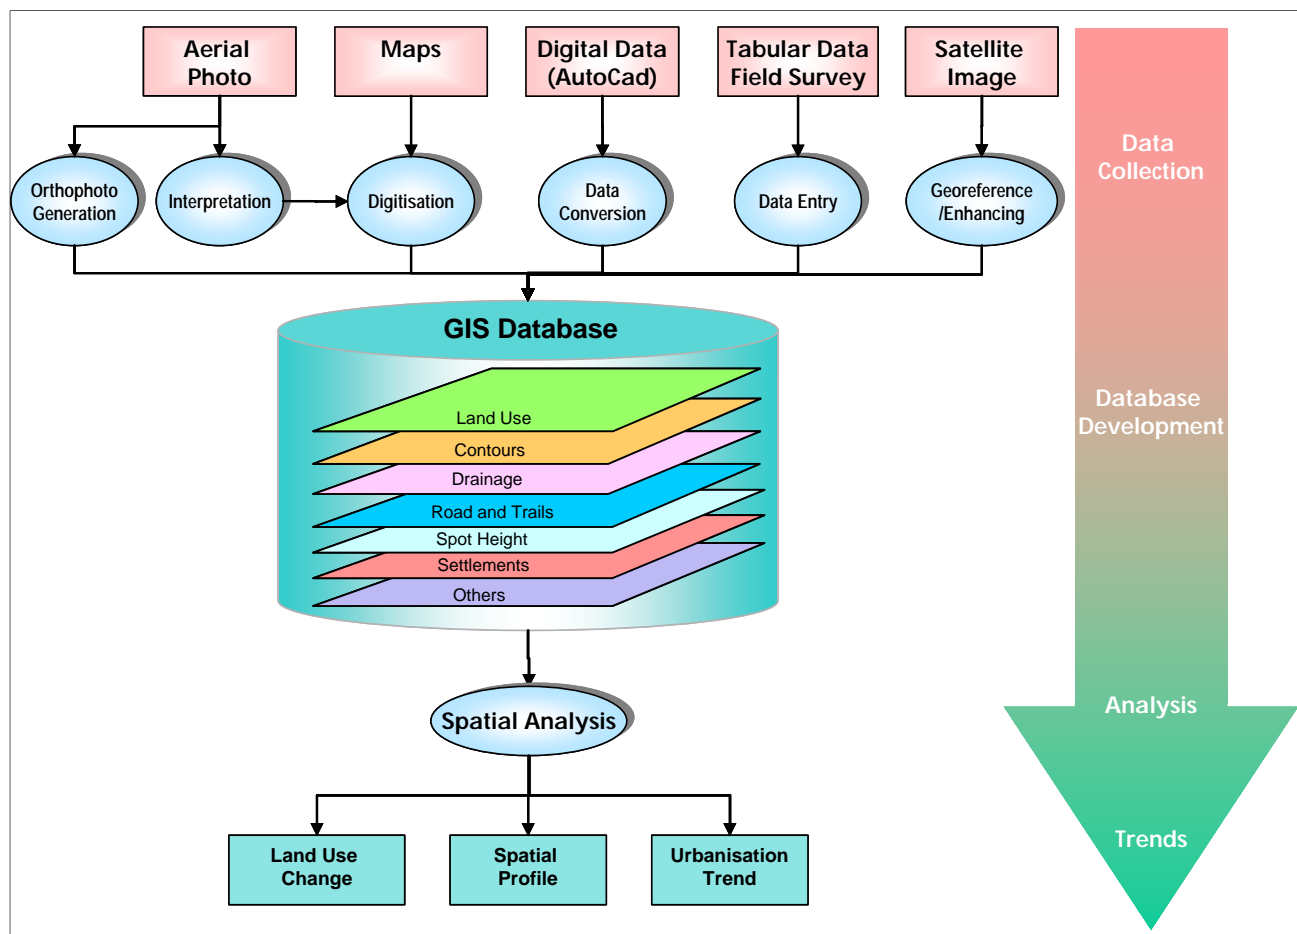 Aerial
Photo
Maps
Digital Data
(AutoCad)
Tabular Data
Field Survey
Satellite
Image
Data
Collection
Orthophoto
Generation
Interpretation
Digitisation
Data
Conversion
Data Entry
Georeference
/Enhancing
GIS Database
Land Use
Contours
Drainage
Road and Trails
Spot Height
Settlements
Others
Database
Development
Spatial Analysis
Analysis
Land Use
Change
Spatial
Profile
Urbanisation
Trend
Trends